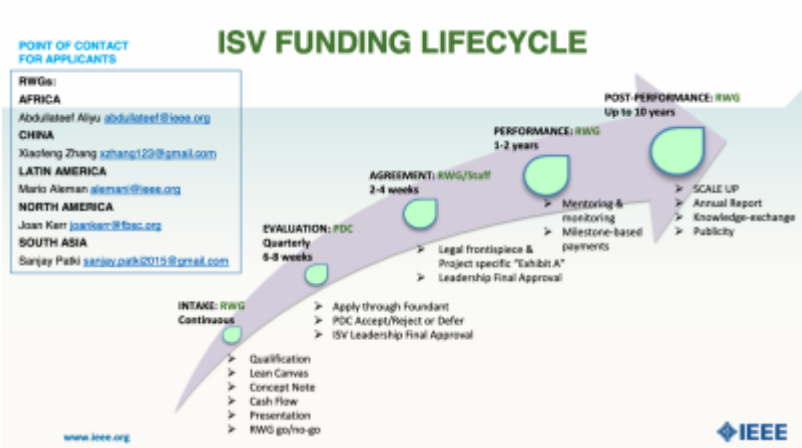 ISV FUNDING LIFECYCLE
POINT OF CONTACT
FOR APPLICANTS
RWGs:
AFRICA
Abdullateef Aliyu abdullateef@ieee.org
CHINA
Xiaofeng Zhang xzhang123@gmail.com
LATIN AMERICA
Mario Aleman alemani@ieee.org
NORTH AMERICA
Joan Kerr joankerr@fbsc.org
SOUTH ASIA
Sanjay Patki sanjay.patki2015@gmail.com
INTAKE: RWG
Continuous
➢ Qualification
➢ Lean Canvas
➢ Concept Note
➢ Cash Flow
➢ Presentation
➢ RWG go/no-go
EVALUATION: PDC
Quarterly
6-8 weeks
➢ Apply through Foundant
➢ PDC Accept/Reject or Defer
➢ ISV Leadership Final Approval
AGREEMENT: RWG/Staff
2-4 weeks
➢ Legal frontispiece &
Project specific "Exhibit A"
➢ Leadership Final Approval
PERFORMANCE: RWG
1-2 years
➢ Mentoring &
monitoring
➢ Milestone-based
payments
POST-PERFORMANCE: RWG
Up to 10 years
➢ SCALE UP
➢ Annual Report
➢ Knowledge-exchange
➢ Publicity
www.ieee.org
IEEE